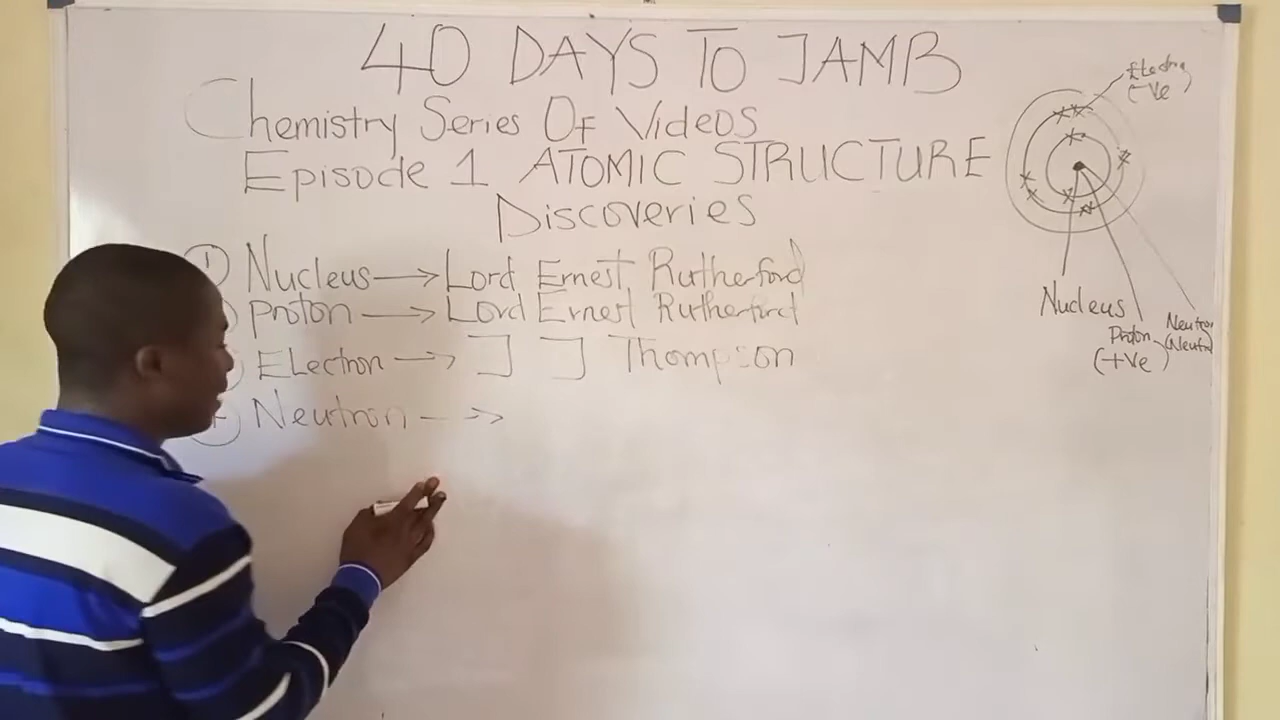 40 DAYS TO JAMB
Chemistry Series OF VideoS
Episode 1 ATOMIC STRUCTURE
DiscoveriES
① Nucleus → Lord Ernest Rutherford
Proton → Lord Ernest Rutherford
Electron → J J Thompson
Neutron →
(-Ve
Nucleus
Proton
(+ve)
Neutron